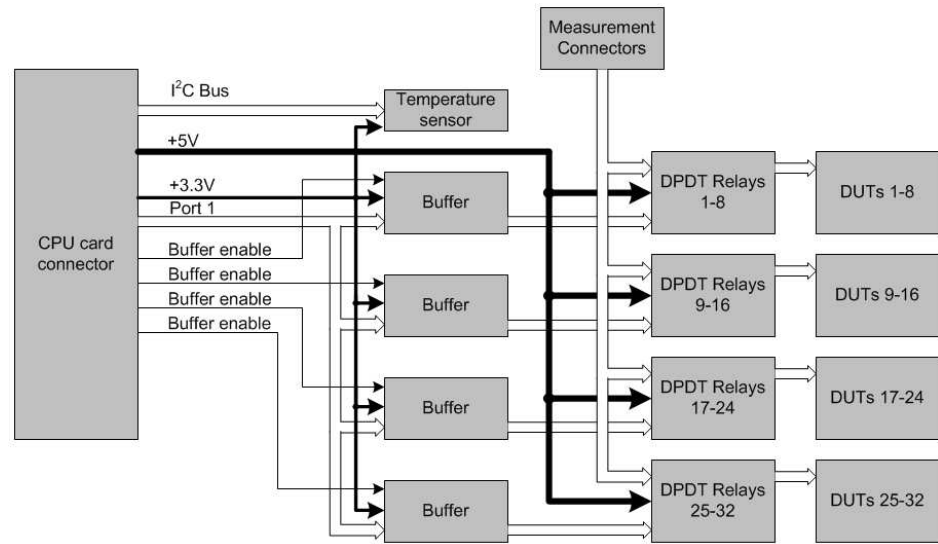 Measurement
Connectors
I²C Bus
Temperature
sensor
+5V
+3.3V
Port 1
CPU card
connector
Buffer enable
Buffer enable
Buffer enable
Buffer enable
Buffer
DPDT Relays
1-8
DUTs 1-8
Buffer
DPDT Relays
9-16
DUTs 9-16
Buffer
DPDT Relays
17-24
DUTs 17-24
Buffer
DPDT Relays
25-32
DUTs 25-32